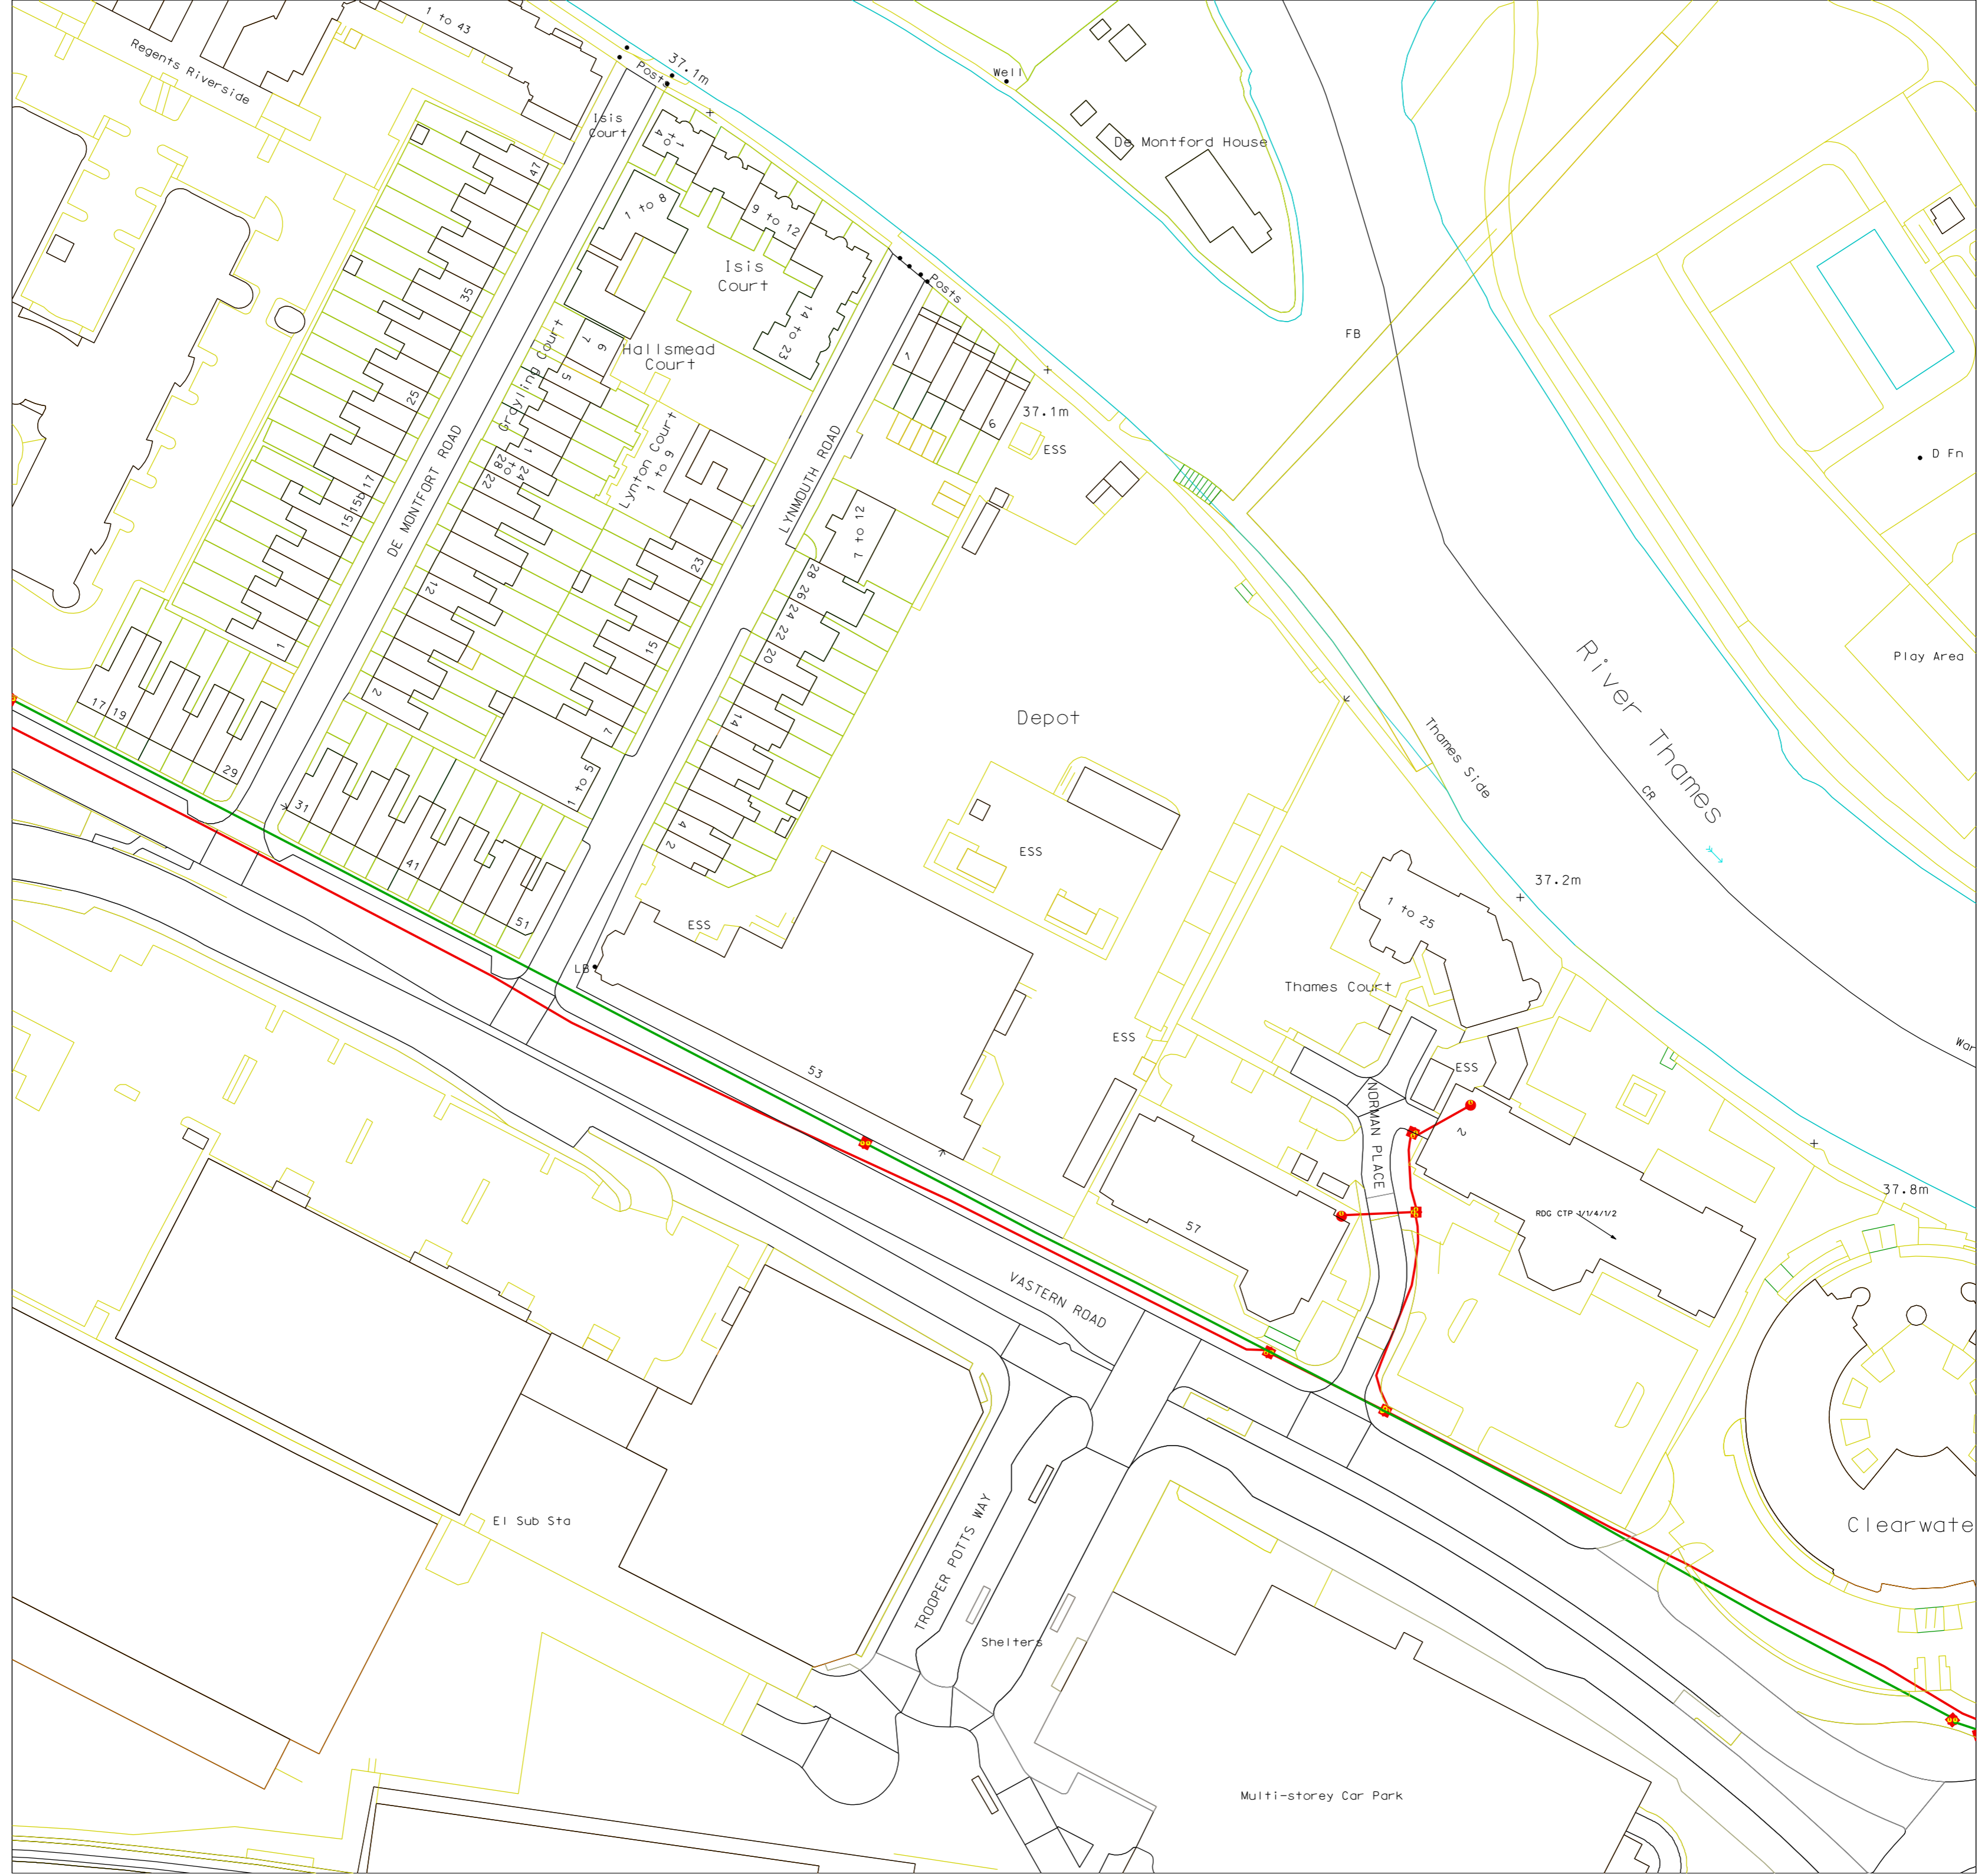 1 to 43
Regents Riverside
Posts
37.1m
Isis
Court
Well
De Montford House
1 to 4
47
1 to 8
9 to 12
Isis
Court
14 to 23
Posts
35
25
Grayling Court
7
6
5
1
Hallsmead
Court
Lynton Court
1 to 9
1
6
37.1m
ESS
FB
D Fn
DE MONTFORT ROAD
LYNMOUTH ROAD
17
15b
15
24 to 28
22
1 to 12
28
26
24
22
20
23
12
15
1
2
7
14
17 19
29
31
41
51
1 to 5
4
2
Depot
Thames Side
River Thames
CR
Play Area
ESS
ESS
LB
37.2m
1 to 25
Thames Court
ESS
ESS
53
NORMAN PLACE
2
57
RDG CTP 1/1/4/1/2
37.8m
War
VASTERN ROAD
El Sub Sta
TROOPER POTTS WAY
Shelters
Clearwate
Multi-storey Car Park